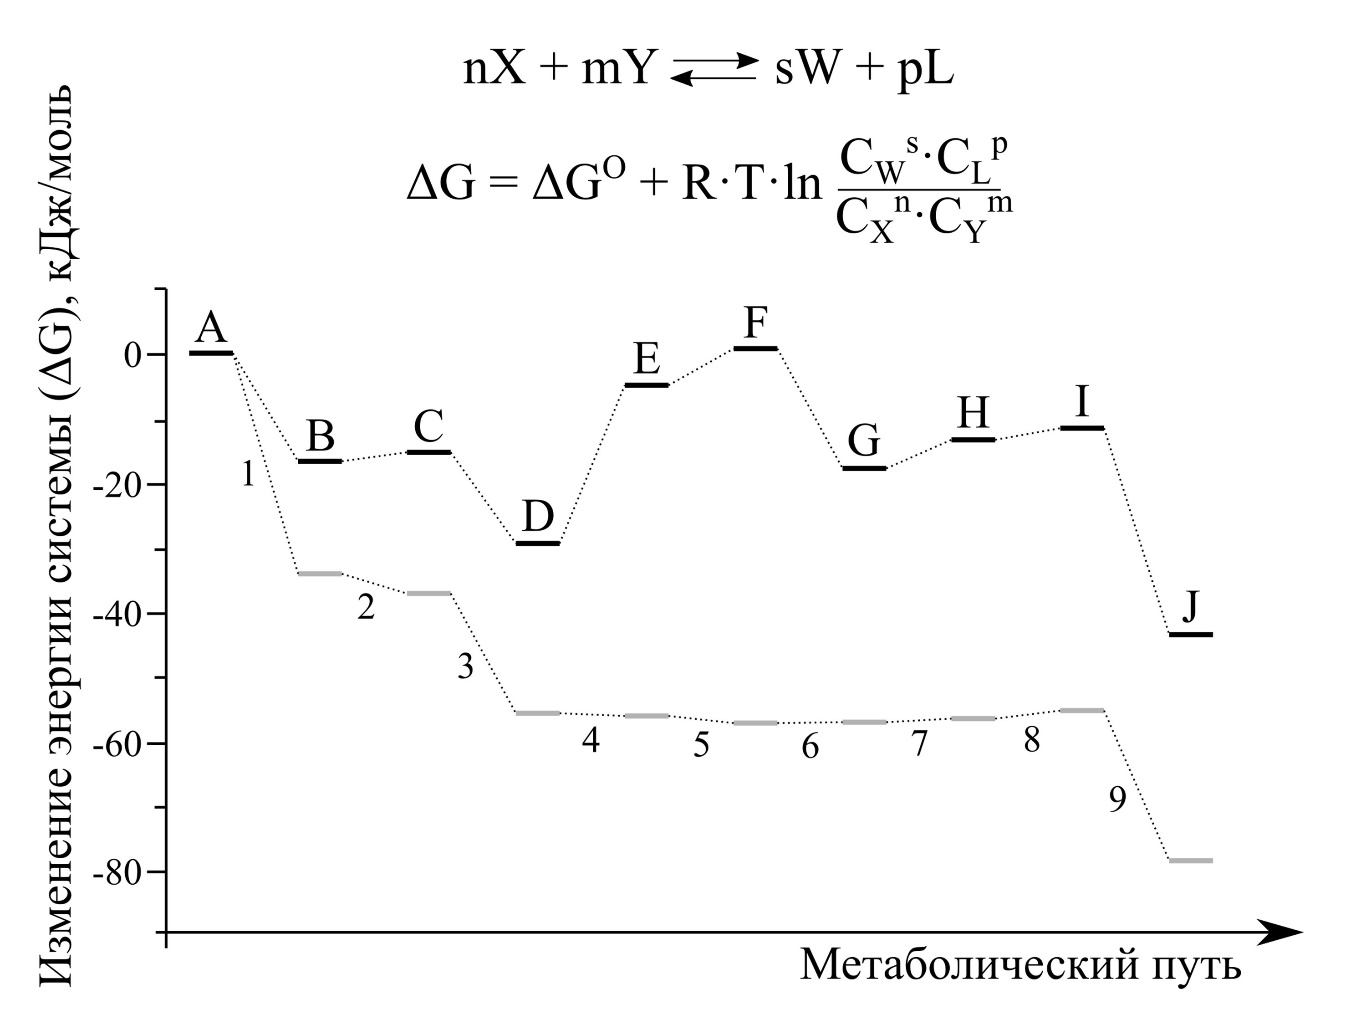 nX + mY ⇌ sW + pL
ΔG = ΔG^O + R·T·ln (C_W^s·C_L^p)/(C_X^n·C_Y^m)
Изменение энергии системы (ΔG), кДж/моль
0
-20
-40
-60
-80
A
B
C
D
E
F
G
H
I
J
1
2
3
4
5
6
7
8
9
Метаболический путь